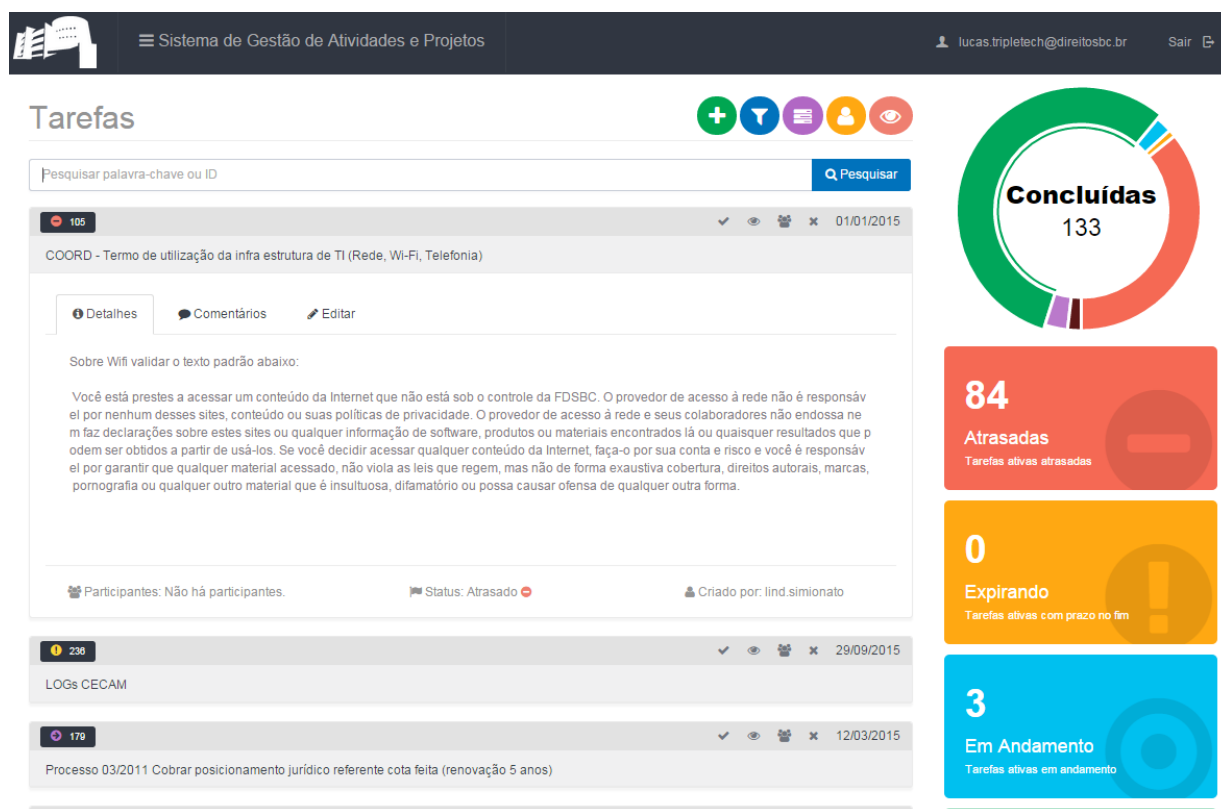 Sistema de Gestão de Atividades e Projetos
lucas.tripletech@direitosbc.br Sair
Tarefas
Pesquisar palavra-chave ou ID
Pesquisar
105 01/01/2015
COORD - Termo de utilização da infra estrutura de TI (Rede, Wi-Fi, Telefonia)
Detalhes Comentários Editar
Sobre Wifi validar o texto padrão abaixo:
Você está prestes a acessar um conteúdo da Internet que não está sob o controle da FDSBC. O provedor de acesso à rede não é responsáv
el por nenhum desses sites, conteúdo ou suas políticas de privacidade. O provedor de acesso à rede e seus colaboradores não endossa ne
m faz declarações sobre estes sites ou qualquer informação de software, produtos ou materiais encontrados lá ou quaisquer resultados que p
odem ser obtidos a partir de usá-los. Se você decidir acessar qualquer conteúdo da Internet, faça-o por sua conta e risco e você é responsáv
el por garantir que qualquer material acessado, não viola as leis que regem, mas não de forma exaustiva cobertura, direitos autorais, marcas,
pornografia ou qualquer outro material que é insultuosa, difamatório ou possa causar ofensa de qualquer outra forma.
Participantes: Não há participantes. Status: Atrasado Criado por: lind.simionato
236 29/09/2015
LOGs CECAM
179 12/03/2015
Processo 03/2011 Cobrar posicionamento jurídico referente cota feita (renovação 5 anos)
Concluídas
133
84
Atrasadas
Tarefas ativas atrasadas
0
Expirando
Tarefas ativas com prazo no fim
3
Em Andamento
Tarefas ativas em andamento